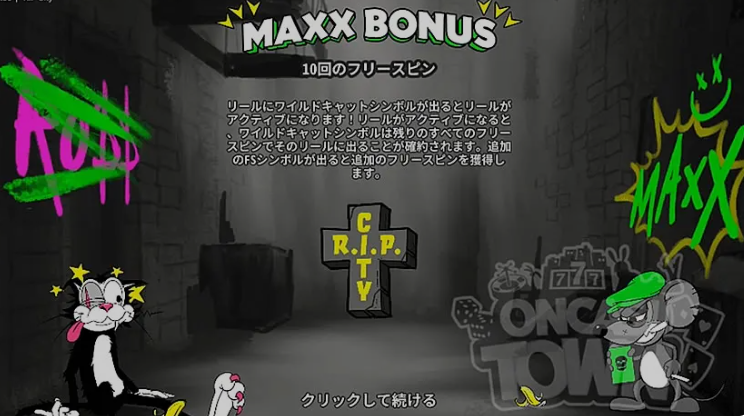 MAXX BONUS
10回のフリースピン
リールにワイルドキャットシンボルが出るとリールが
アクティブになります！リールがアクティブになると
、ワイルドキャットシンボルは残りのすべてのフリー
スピンでそのリールに出ることが確約されます。追加
のFSシンボルが出ると追加のフリースピンを獲得し
ます。
R.I.P.
CITY
MAXX
777
ONCA
TOWN
クリックして続ける